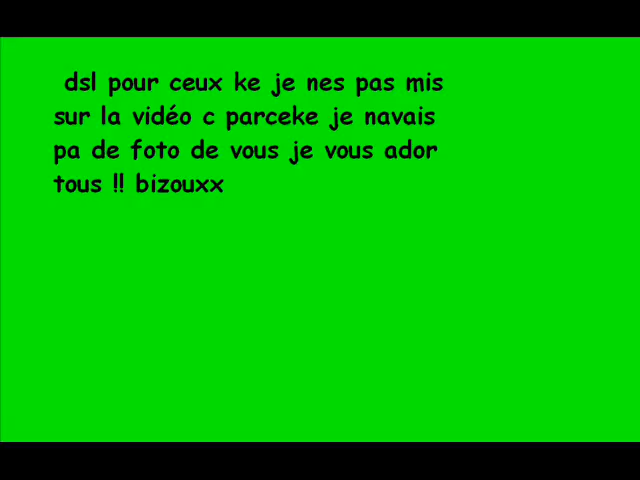 dsl pour ceux ke je nes pas mis
sur la vidéo c parceke je navais
pa de foto de vous je vous ador
tous !! bizouxx